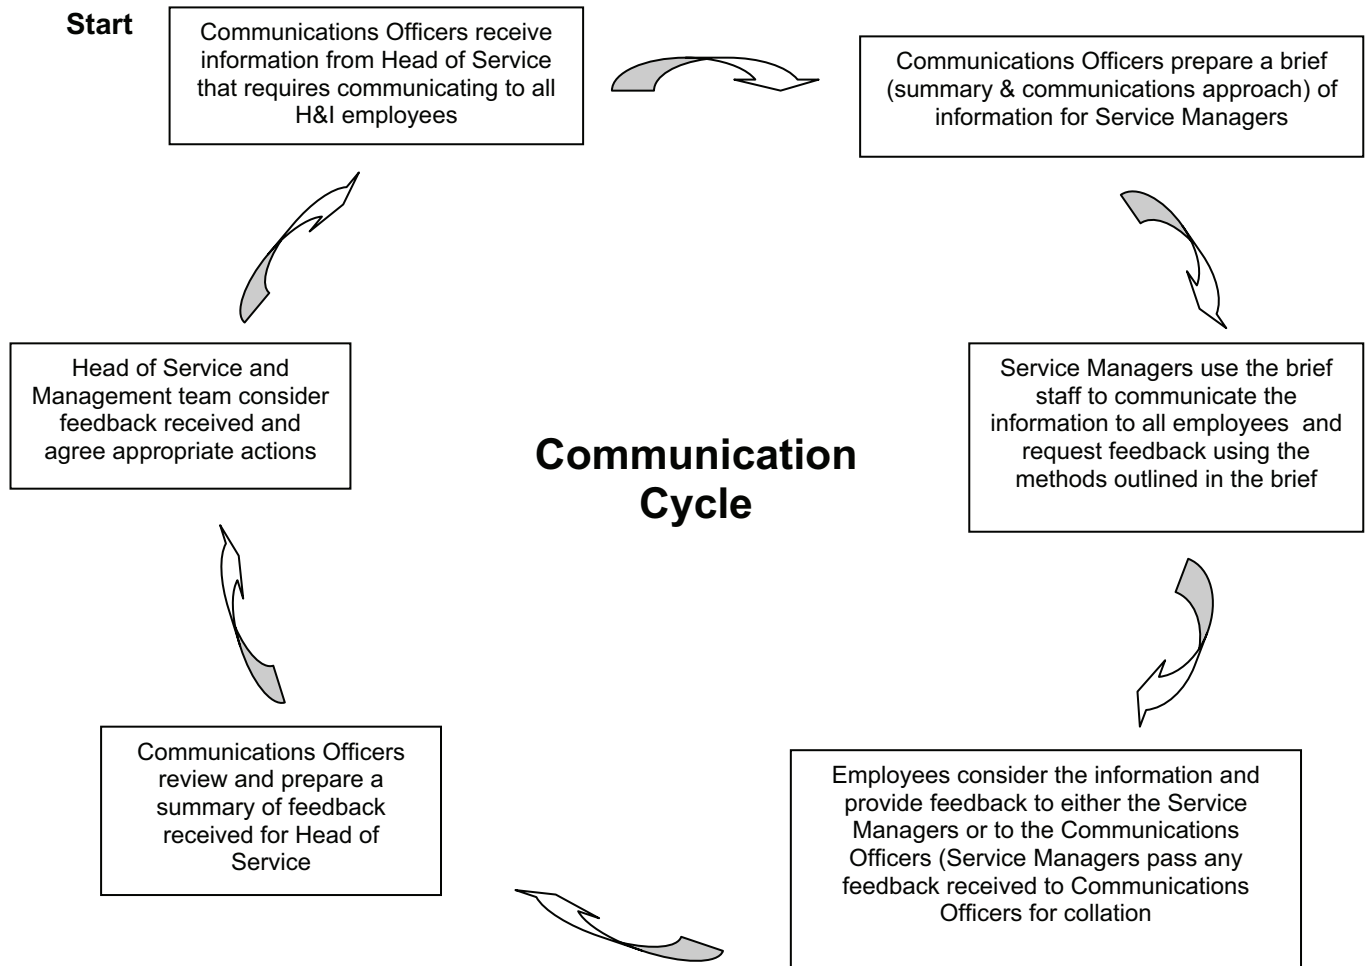 Start
Communications Officers receive
information from Head of Service
that requires communicating to all
H&I employees
Communications Officers prepare a brief
(summary & communications approach) of
information for Service Managers
Service Managers use the brief
staff to communicate the
information to all employees  and
request feedback using the
methods outlined in the brief
Employees consider the information and
provide feedback to either the Service
Managers or to the Communications
Officers (Service Managers pass any
feedback received to Communications
Officers for collation
Communications Officers
review and prepare a
summary of feedback
received for Head of
Service
Head of Service and
Management team consider
feedback received and
agree appropriate actions
Communication
Cycle